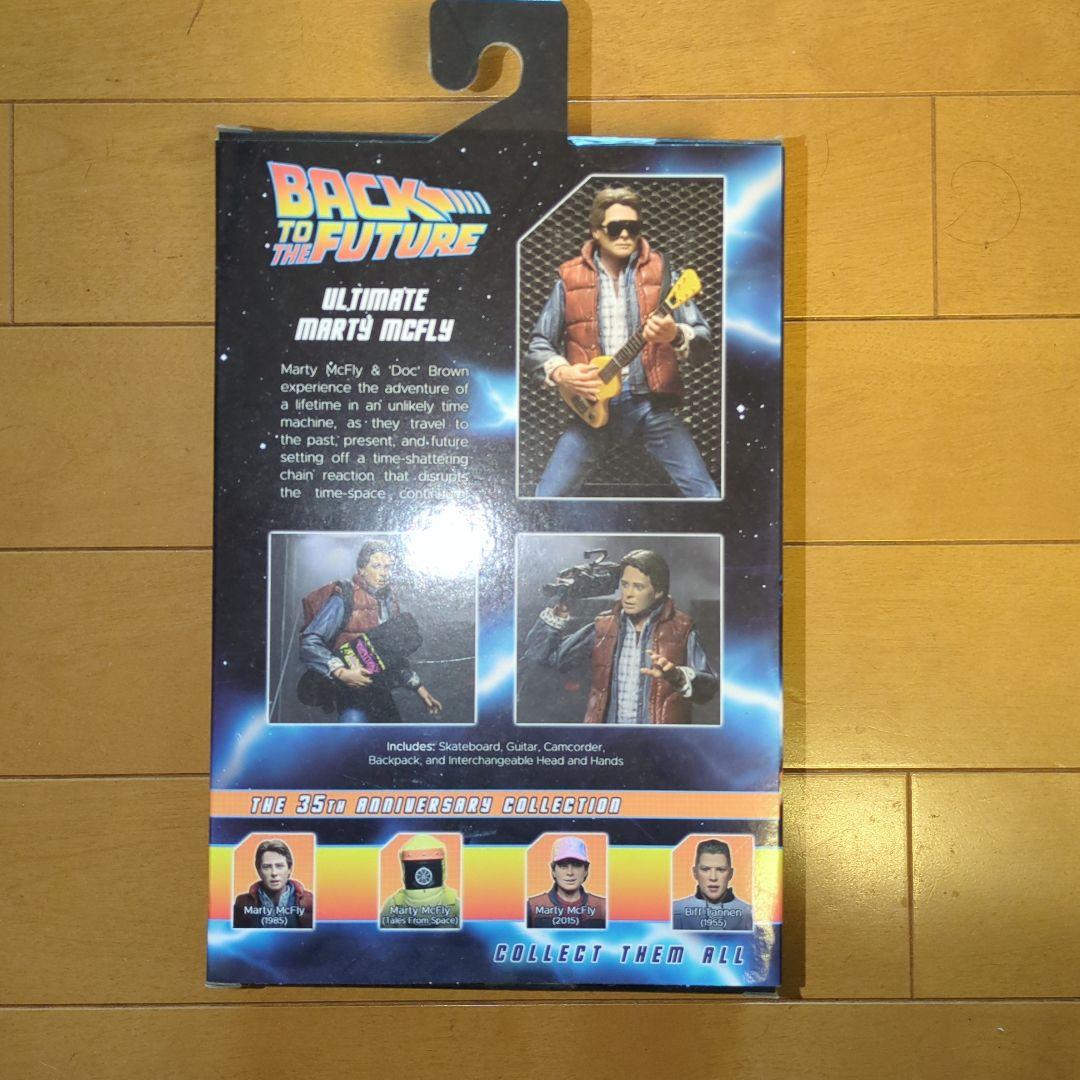 BACK
TO
THE FUTURE
ULTIMATE
MARTY MCFLY
Marty McFly & 'Doc' Brown
experience the adventure of
a lifetime in an unlikely time
machine, as they travel to
the past, present, and future
setting off a time-shattering
chain reaction that disrupts
the time-space
Includes: Skateboard, Guitar, Camcorder,
Backpack, and Interchangeable Head and Hands
THE 35TH ANNIVERSARY COLLECTION
Marty McFly
(1985)
Marty McFly
(Tales From Space)
Marty McFly
(2015)
Biff Tannen
(1955)
COLLECT THEM ALL